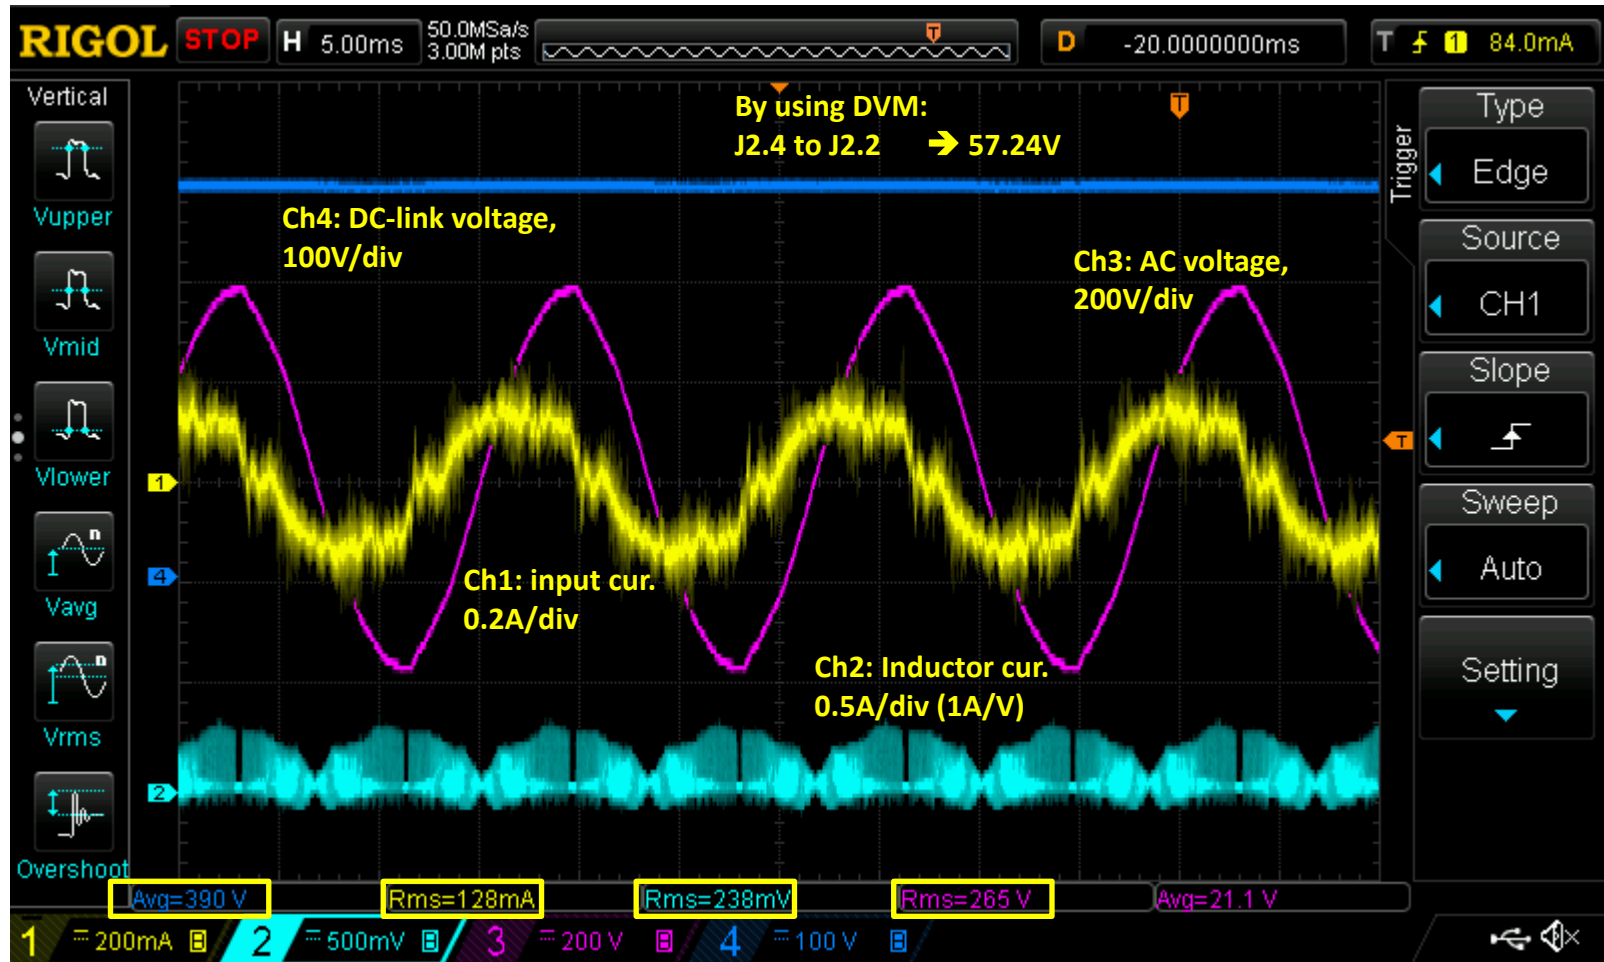 RIGOL STOP H 5.00ms 50.0MSa/s D -20.0000000ms T 1 84.0mA
3.00M pts
T
Vertical
Vupper
Vmid
Vlower
n
Vavg
n
Vrms
Overshoot
By using DVM:
J2.4 to J2.2 ➔ 57.24V
T
Ch4: DC-link voltage,
100V/div
Ch3: AC voltage,
200V/div
1
T
4
Ch1: input cur.
0.2A/div
Ch2: Inductor cur.
0.5A/div (1A/V)
2
Trigger
Type
Edge
Source
CH1
Slope
Sweep
Auto
Setting
Avg=390 V Rms=128mA Rms=238mV Rms=265 V Avg=21.1 V
1 200mA B 2 500mV B 3 200 V B 4 100 V B